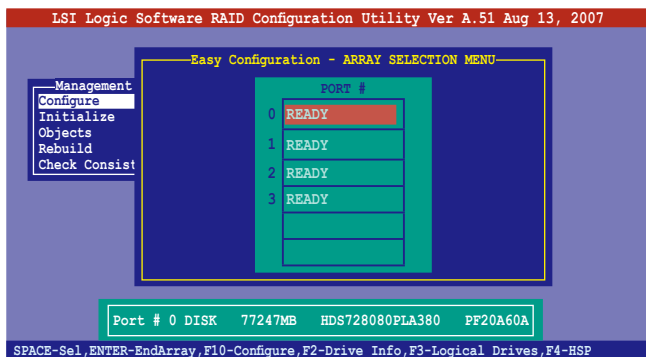 LSI Logic Software RAID Configuration Utility Ver A.51 Aug 13, 2007
Easy Configuration - ARRAY SELECTION MENU
Management
Configure
Initialize
Objects
Rebuild
Check Consist
PORT #
0 READY
1 READY
2 READY
3 READY
Port # 0 DISK 77247MB HDS728080PLA380 PF20A60A
SPACE-Sel,ENTER-EndArray,F10-Configure,F2-Drive Info,F3-Logical Drives,F4-HSP